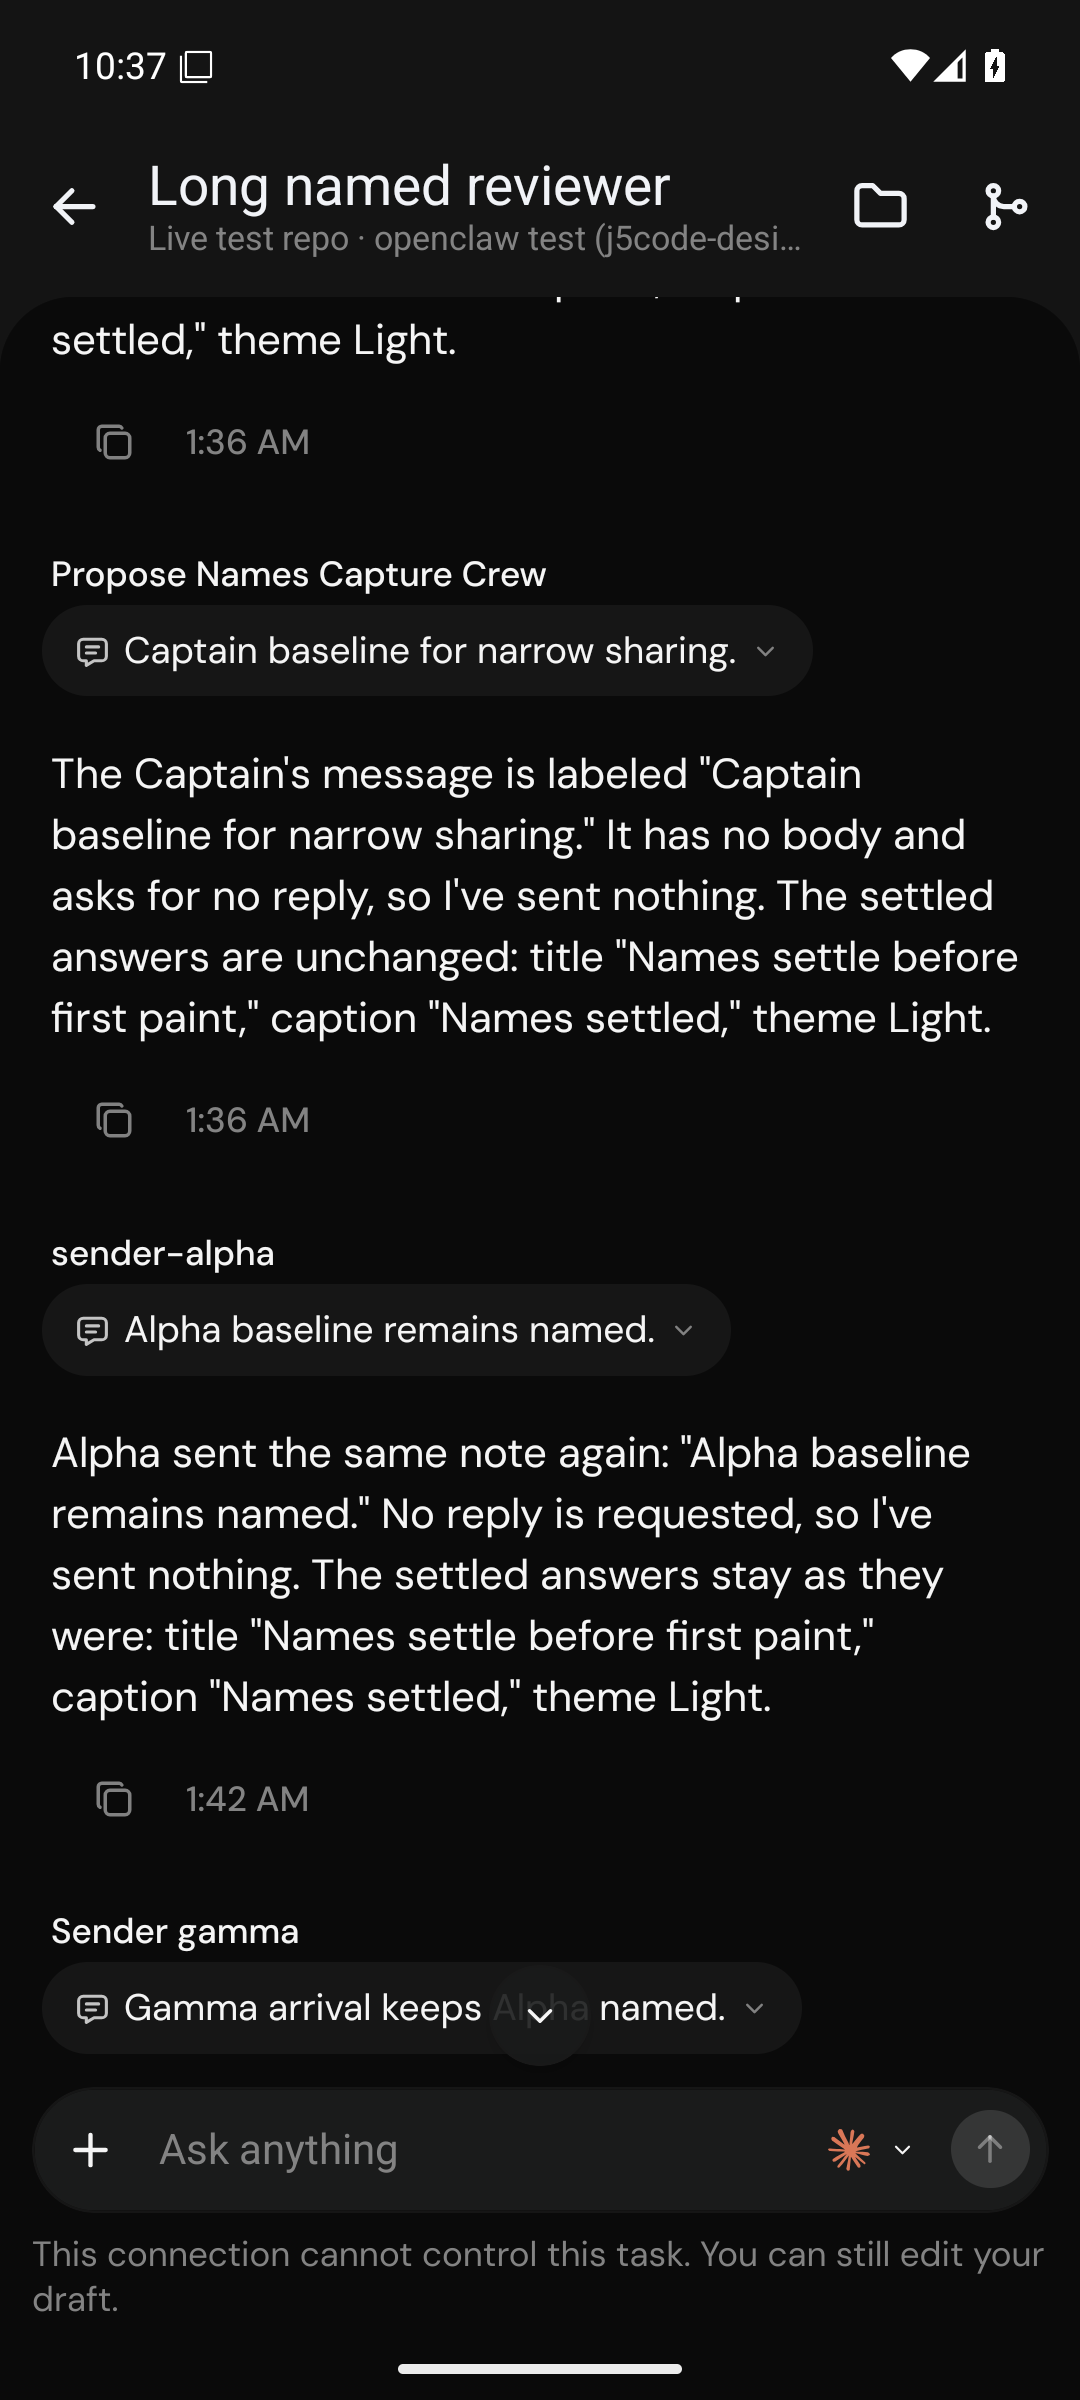 10:37
Long named reviewer
Live test repo · openclaw test (j5code-desi...
settled," theme Light.
1:36 AM
Propose Names Capture Crew
Captain baseline for narrow sharing.
The Captain's message is labeled "Captain
baseline for narrow sharing." It has no body and
asks for no reply, so I've sent nothing. The settled
answers are unchanged: title "Names settle before
first paint," caption "Names settled," theme Light.
1:36 AM
sender-alpha
Alpha baseline remains named.
Alpha sent the same note again: "Alpha baseline
remains named." No reply is requested, so I've
sent nothing. The settled answers stay as they
were: title "Names settle before first paint,"
caption "Names settled," theme Light.
1:42 AM
Sender gamma
Gamma arrival keeps Alpha named.
Ask anything
This connection cannot control this task. You can still edit your
draft.